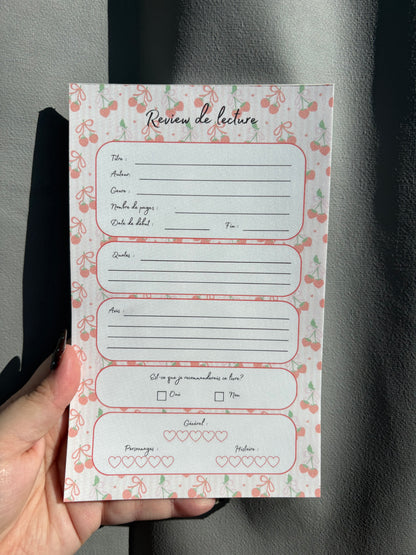 Review de lecture
Titre :
Auteur:
Genre :
Nombre de pages :
Date de début : Fin :
Quotes :
Avis :
Est-ce que je recommanderais ce livre?
Oui Non
Général :
Personnages : Histoire :